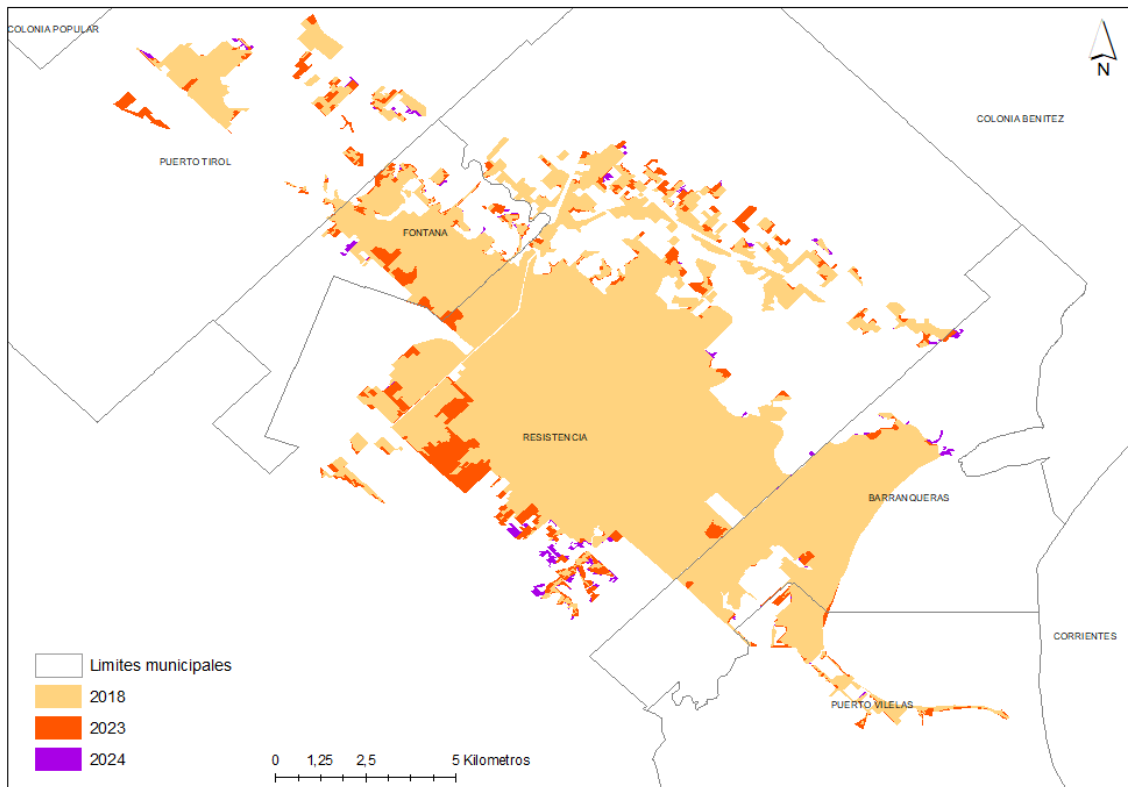 COLONIA POPULAR
N
COLONIA BENITEZ
PUERTO TIROL
FONTANA
RESISTENCIA
BARRANQUERAS
CORRIENTES
PUERTO VILELAS
Limites municipales
2018
2023
2024
0 1,25 2,5 5 Kilometros